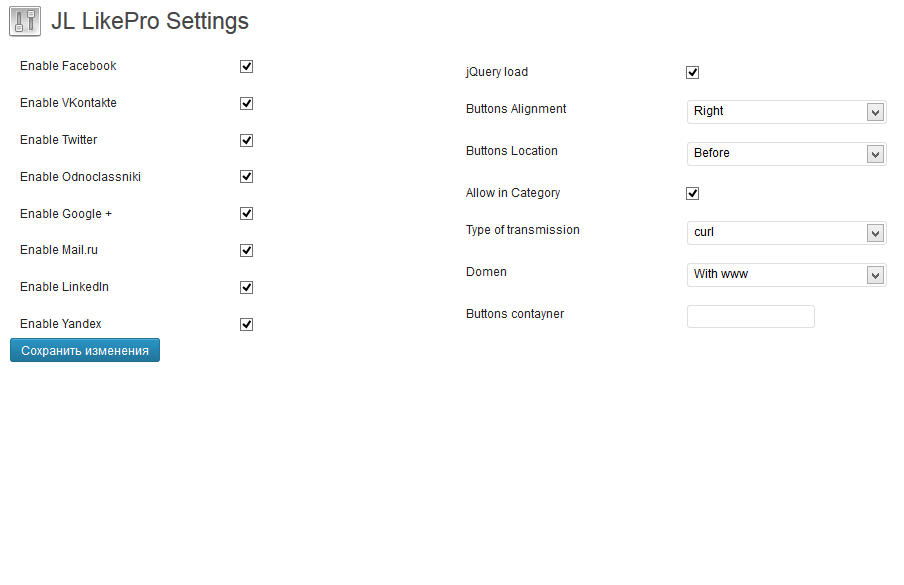 JL LikePro Settings
Enable Facebook
Enable VKontakte
Enable Twitter
Enable Odnoclassniki
Enable Google +
Enable Mail.ru
Enable LinkedIn
Enable Yandex
Сохранить изменения
jQuery load
Buttons Alignment
Right
Buttons Location
Before
Allow in Category
Type of transmission
curl
Domen
With www
Buttons contayner